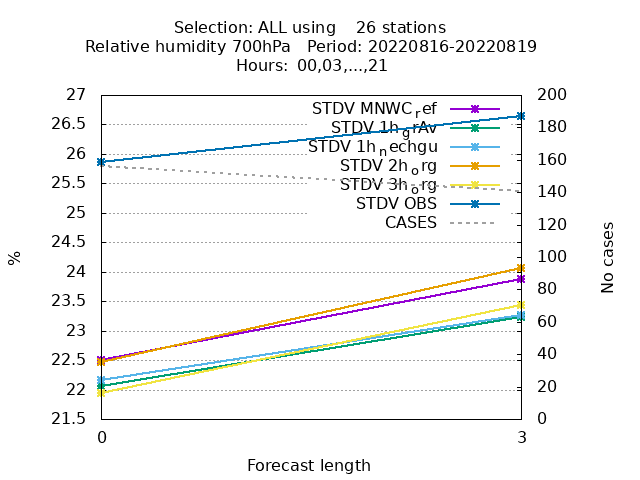 Selection: ALL using    26 stations
Relative humidity 700hPa   Period: 20220816-20220819
Hours: 00,03,...,21
27
26.5
26
25.5
25
24.5
24
23.5
23
22.5
22
21.5
%
STDV MNWC_ref
STDV 1h_grAv
STDV 1h_nechgu
STDV 2h_org
STDV 3h_org
STDV OBS
CASES
200
180
160
140
120
100
80
60
40
20
0
No cases
0
3
Forecast length